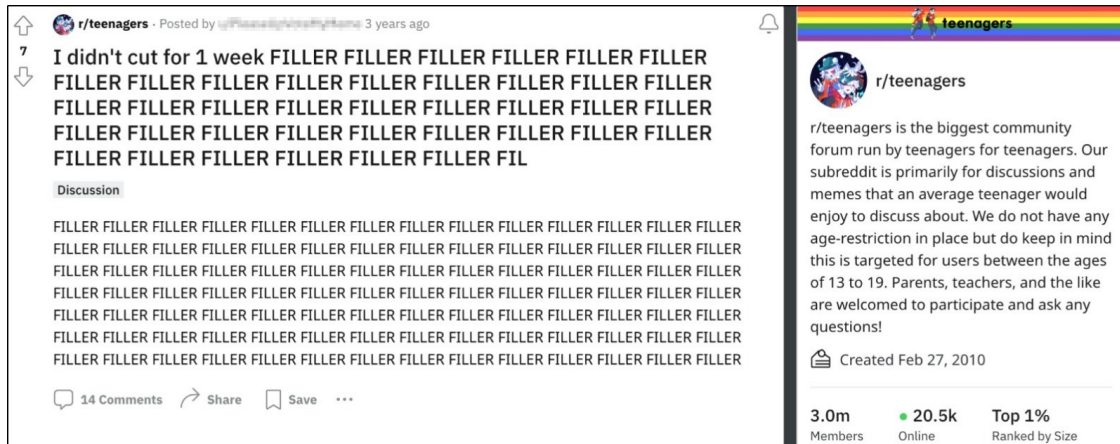 r/teenagers · Posted by 3 years ago
7
I didn't cut for 1 week FILLER FILLER FILLER FILLER FILLER FILLER
FILLER FILLER FILLER FILLER FILLER FILLER FILLER FILLER FILLER
FILLER FILLER FILLER FILLER FILLER FILLER FILLER FILLER FILLER
FILLER FILLER FILLER FILLER FILLER FILLER FILLER FILLER FILLER
FILLER FILLER FILLER FILLER FILLER FILLER FIL
Discussion
FILLER FILLER FILLER FILLER FILLER FILLER FILLER FILLER FILLER FILLER FILLER FILLER FILLER FILLER
FILLER FILLER FILLER FILLER FILLER FILLER FILLER FILLER FILLER FILLER FILLER FILLER FILLER FILLER
FILLER FILLER FILLER FILLER FILLER FILLER FILLER FILLER FILLER FILLER FILLER FILLER FILLER FILLER
FILLER FILLER FILLER FILLER FILLER FILLER FILLER FILLER FILLER FILLER FILLER FILLER FILLER FILLER
FILLER FILLER FILLER FILLER FILLER FILLER FILLER FILLER FILLER FILLER FILLER FILLER FILLER FILLER
FILLER FILLER FILLER FILLER FILLER FILLER FILLER FILLER FILLER FILLER FILLER FILLER FILLER FILLER
FILLER FILLER FILLER FILLER FILLER FILLER FILLER FILLER FILLER FILLER FILLER FILLER FILLER FILLER
14 Comments Share Save
teenagers
r/teenagers
r/teenagers is the biggest community
forum run by teenagers for teenagers. Our
subreddit is primarily for discussions and
memes that an average teenager would
enjoy to discuss about. We do not have any
age-restriction in place but do keep in mind
this is targeted for users between the ages
of 13 to 19. Parents, teachers, and the like
are welcomed to participate and ask any
questions!
Created Feb 27, 2010
3.0m 20.5k Top 1%
Members Online Ranked by Size